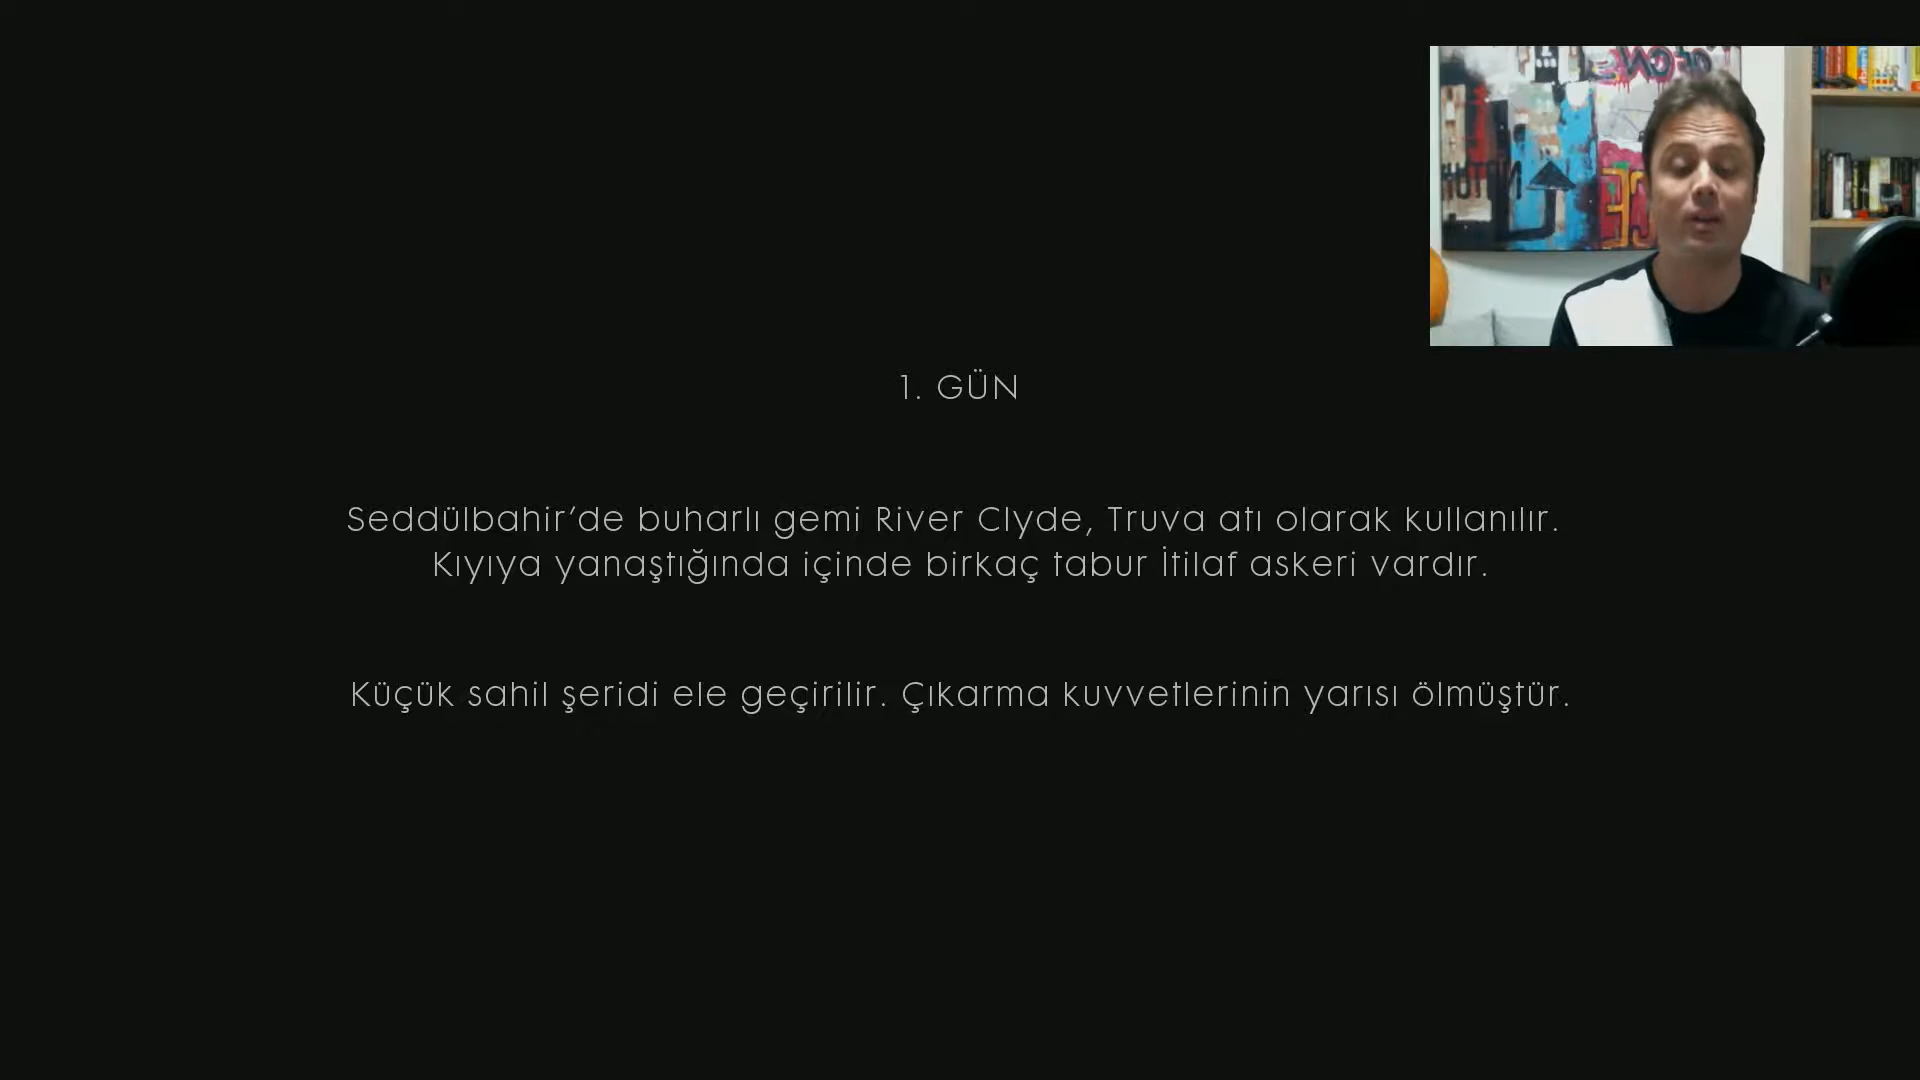 1. GÜN
Seddülbahir’de buharlı gemi River Clyde, Truva atı olarak kullanılır.
Kıyıya yanaştığında içinde birkaç tabur İtilaf askeri vardır.
Küçük sahil şeridi ele geçirilir. Çıkarma kuvvetlerinin yarısı ölmüştür.